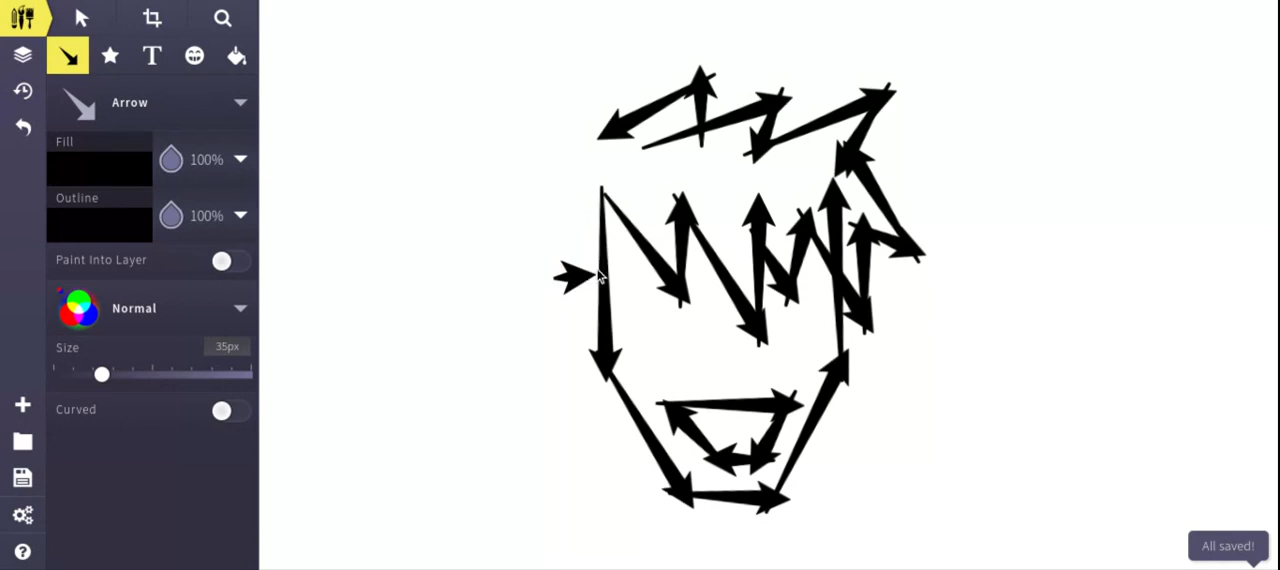 T
Arrow
Fill
100%
Outline
100%
Paint Into Layer
Normal
Size
35px
Curved
?
All saved!